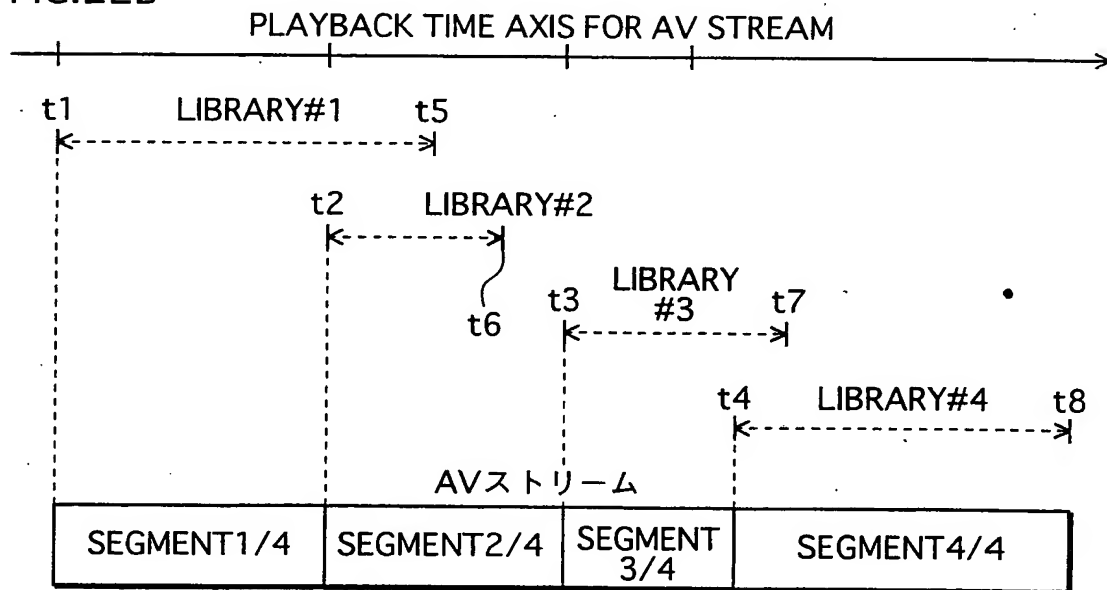 PLAYBACK TIME AXIS FOR AV STREAM
t1 LIBRARY#1 t5
t2 LIBRARY#2
t6
t3 LIBRARY #3 t7
t4 LIBRARY#4 t8
AVストリーム
SEGMENT1/4 SEGMENT2/4 SEGMENT 3/4 SEGMENT4/4